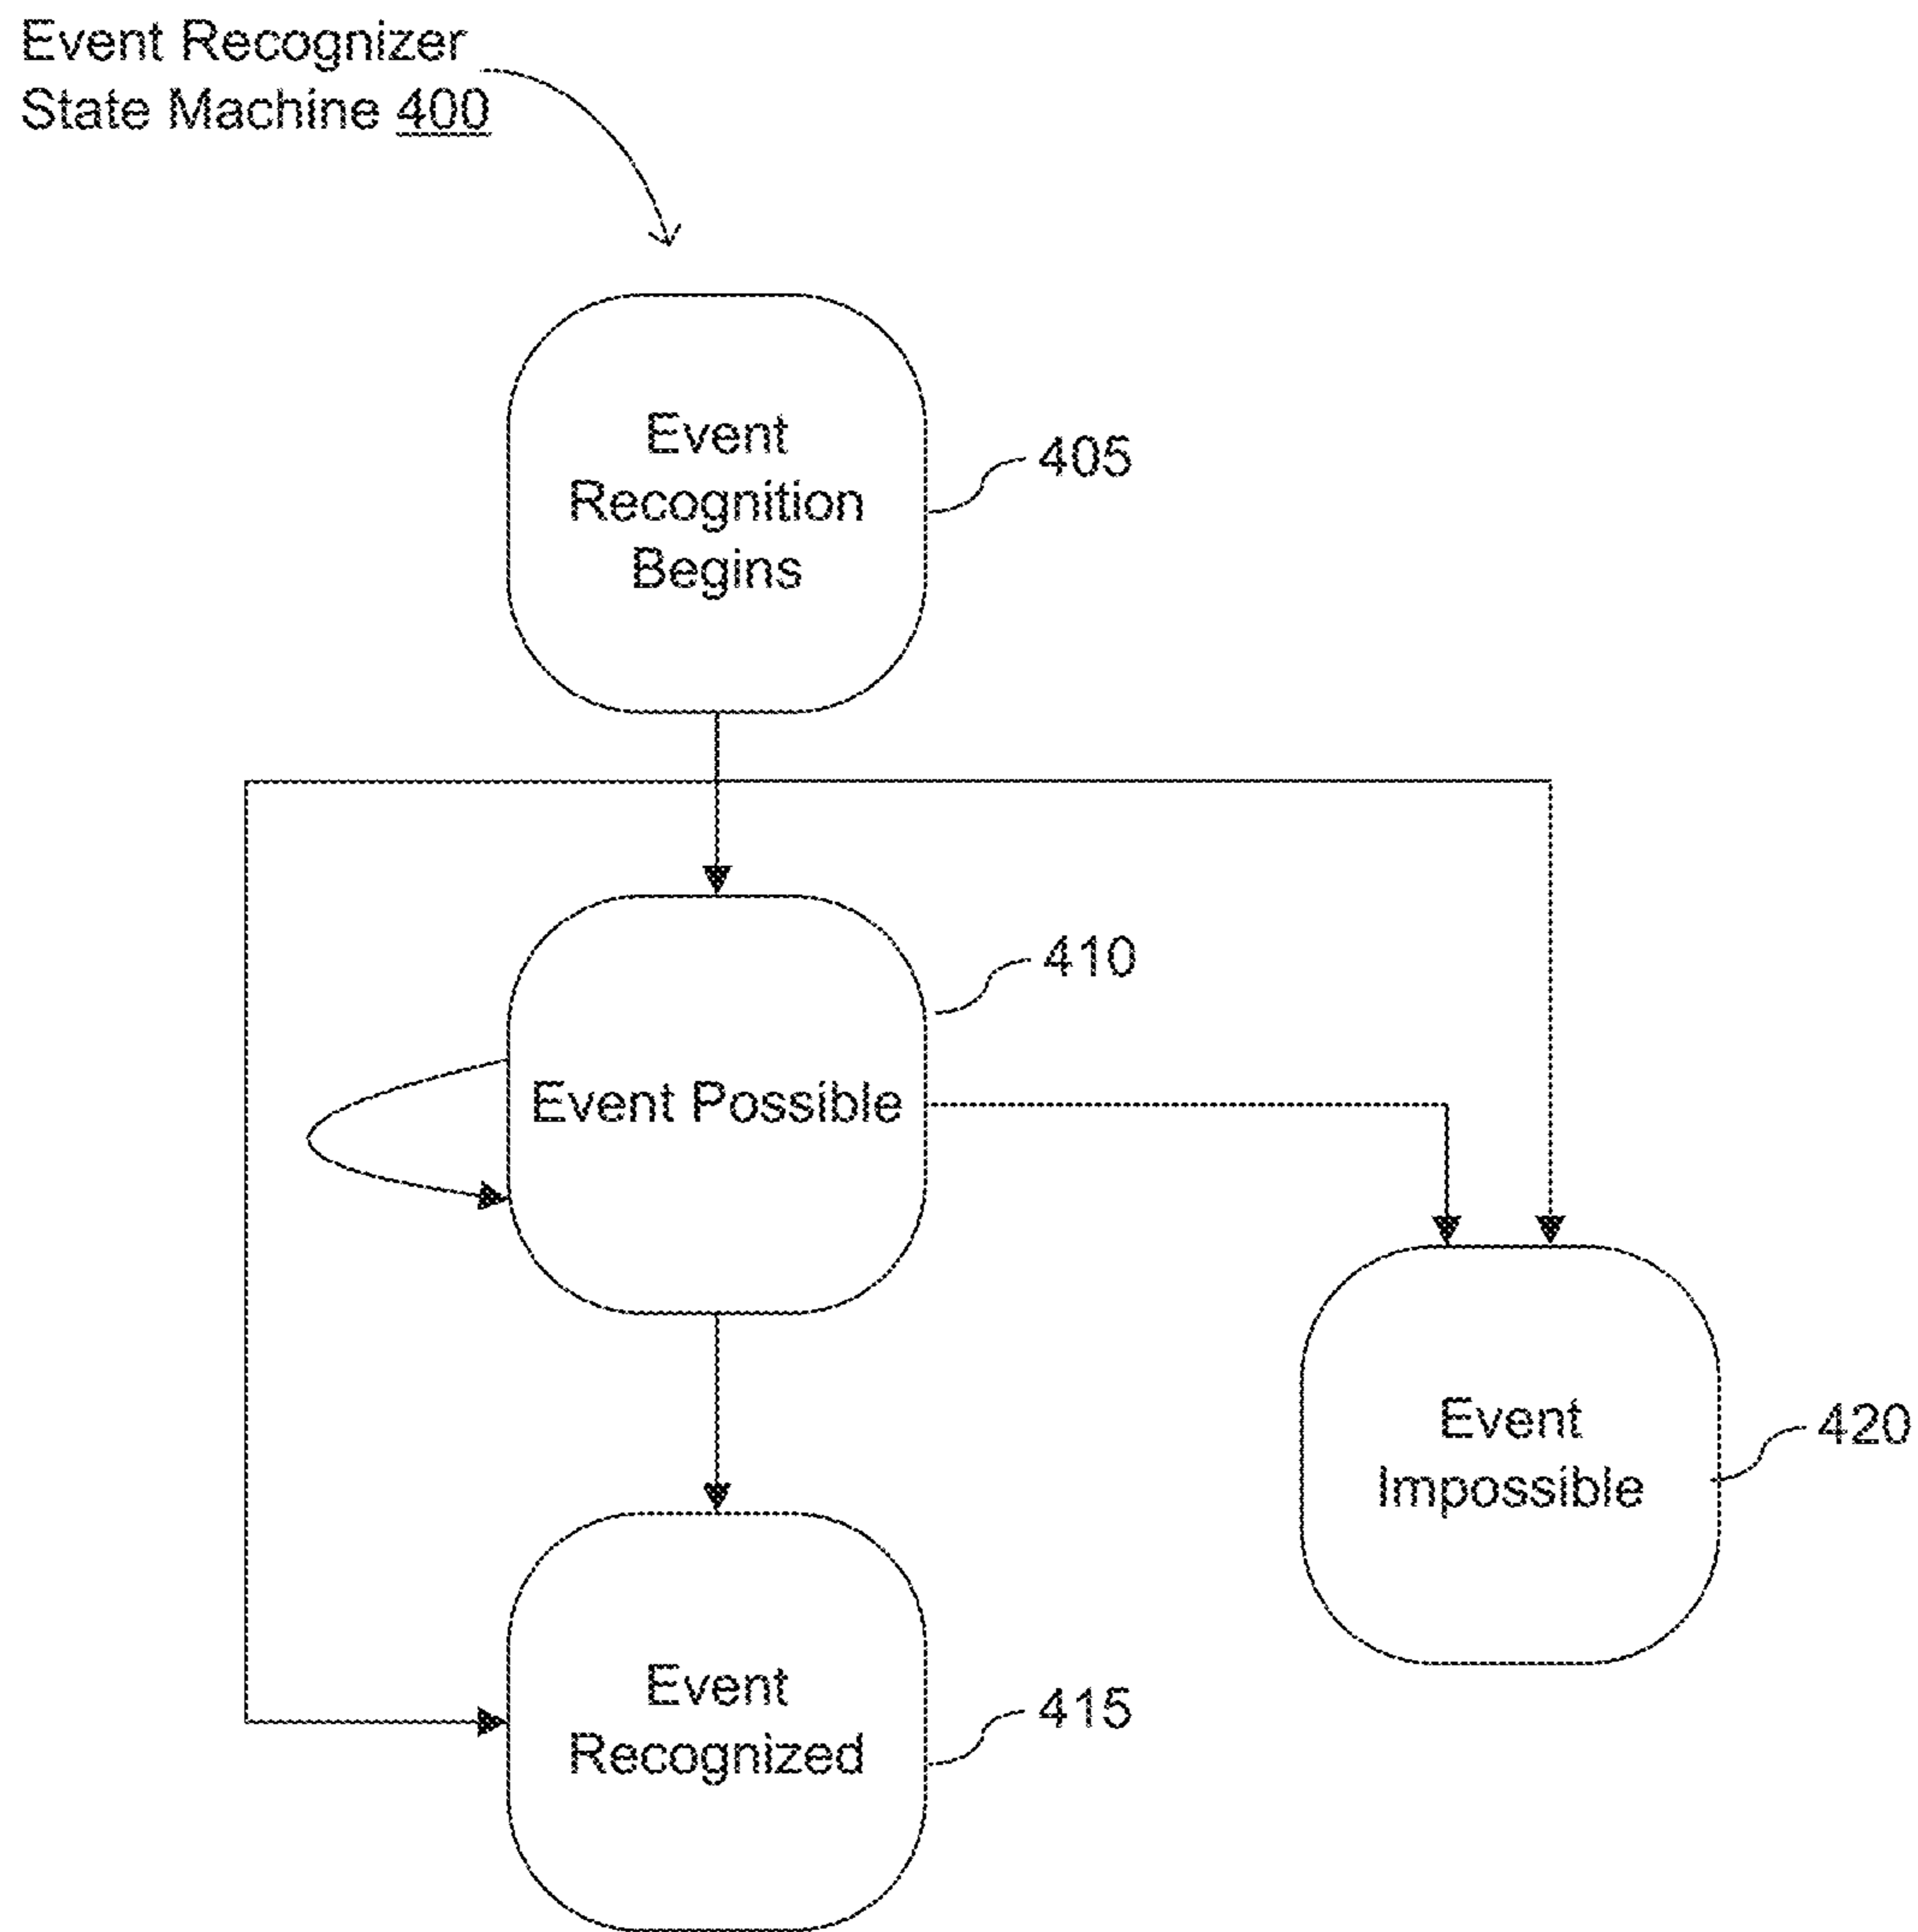 Event Recognizer
State Machine 400
Event
Recognition
Begins
405
410
Event Possible
Event
Impossible
420
Event
Recognized
415